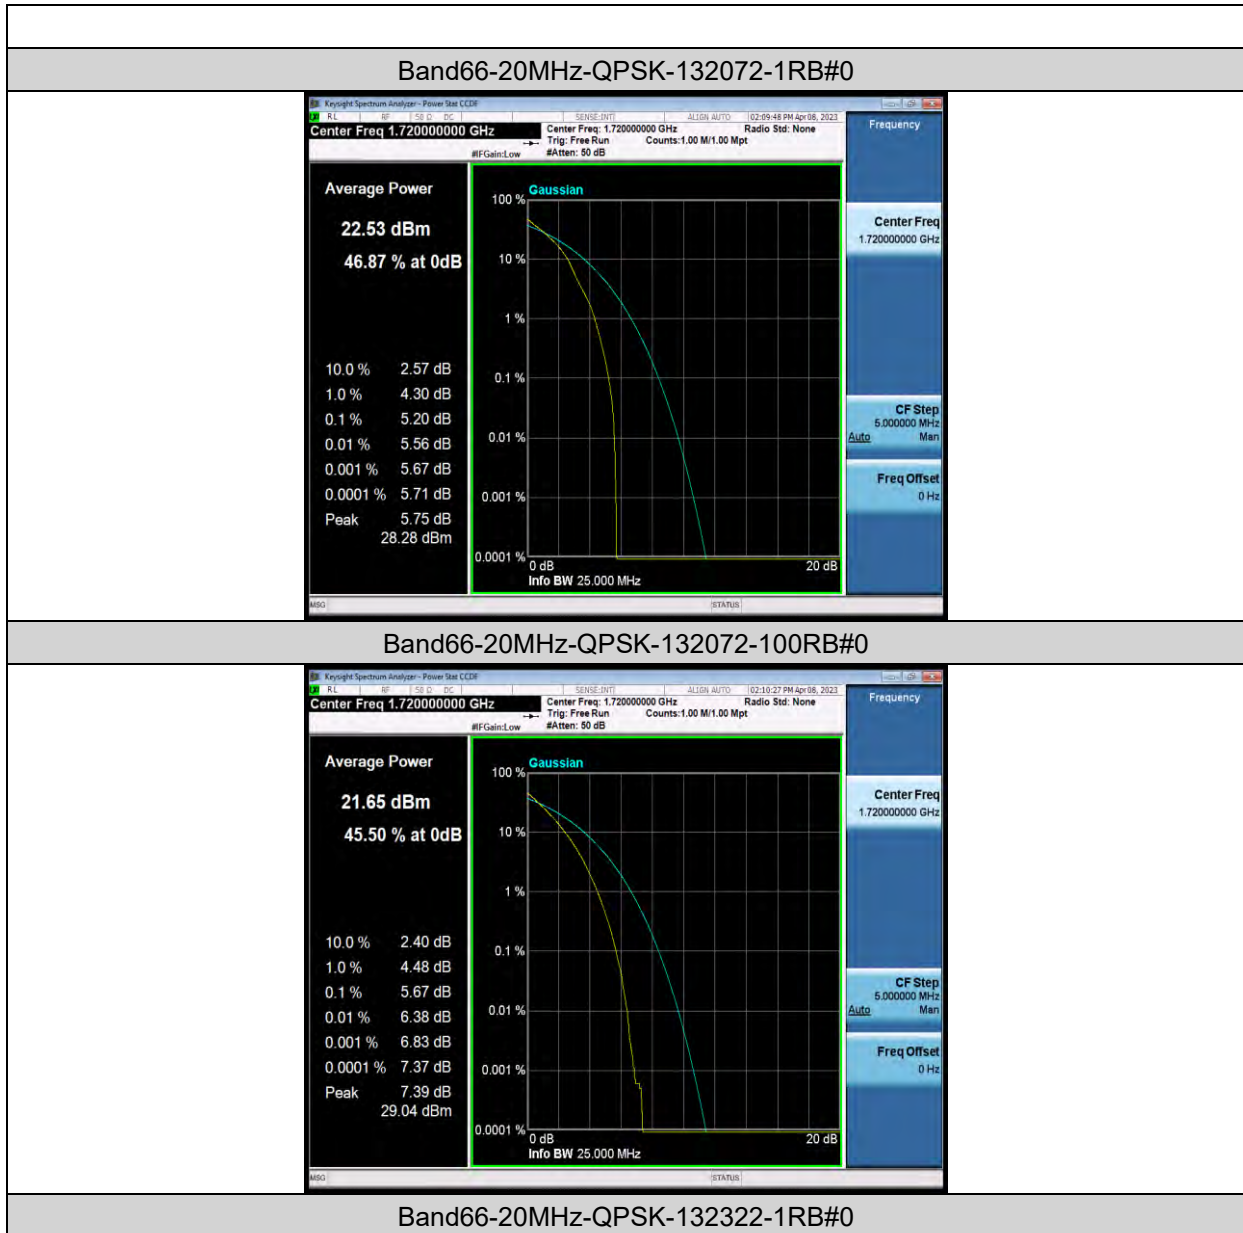 Band66-20MHz-QPSK-132072-1RB#0
Keysight Spectrum Analyzer - Power Stat CCDF
RL RF 50 Ω DC SENSE:INT ALIGN AUTO 02:09:48 PM Apr 08, 2023
Center Freq 1.720000000 GHz
Center Freq: 1.720000000 GHz Radio Std: None
Trig: Free Run Counts:1.00 M/1.00 Mpt
#IFGain:Low #Atten: 50 dB
Frequency
Average Power
22.53 dBm
46.87 % at 0dB
10.0 % 2.57 dB
1.0 % 4.30 dB
0.1 % 5.20 dB
0.01 % 5.56 dB
0.001 % 5.67 dB
0.0001 % 5.71 dB
Peak 5.75 dB
28.28 dBm
Gaussian
100 %
10 %
1 %
0.1 %
0.01 %
0.001 %
0.0001 %
0 dB 20 dB
Info BW 25.000 MHz
Center Freq
1.720000000 GHz
CF Step
5.000000 MHz
Auto Man
Freq Offset
0 Hz
MSG STATUS
Band66-20MHz-QPSK-132072-100RB#0
Keysight Spectrum Analyzer - Power Stat CCDF
RL RF 50 Ω DC SENSE:INT ALIGN AUTO 02:10:27 PM Apr 08, 2023
Center Freq 1.720000000 GHz
Center Freq: 1.720000000 GHz Radio Std: None
Trig: Free Run Counts:1.00 M/1.00 Mpt
#IFGain:Low #Atten: 50 dB
Frequency
Average Power
21.65 dBm
45.50 % at 0dB
10.0 % 2.40 dB
1.0 % 4.48 dB
0.1 % 5.67 dB
0.01 % 6.38 dB
0.001 % 6.83 dB
0.0001 % 7.37 dB
Peak 7.39 dB
29.04 dBm
Gaussian
100 %
10 %
1 %
0.1 %
0.01 %
0.001 %
0.0001 %
0 dB 20 dB
Info BW 25.000 MHz
Center Freq
1.720000000 GHz
CF Step
5.000000 MHz
Auto Man
Freq Offset
0 Hz
MSG STATUS
Band66-20MHz-QPSK-132322-1RB#0